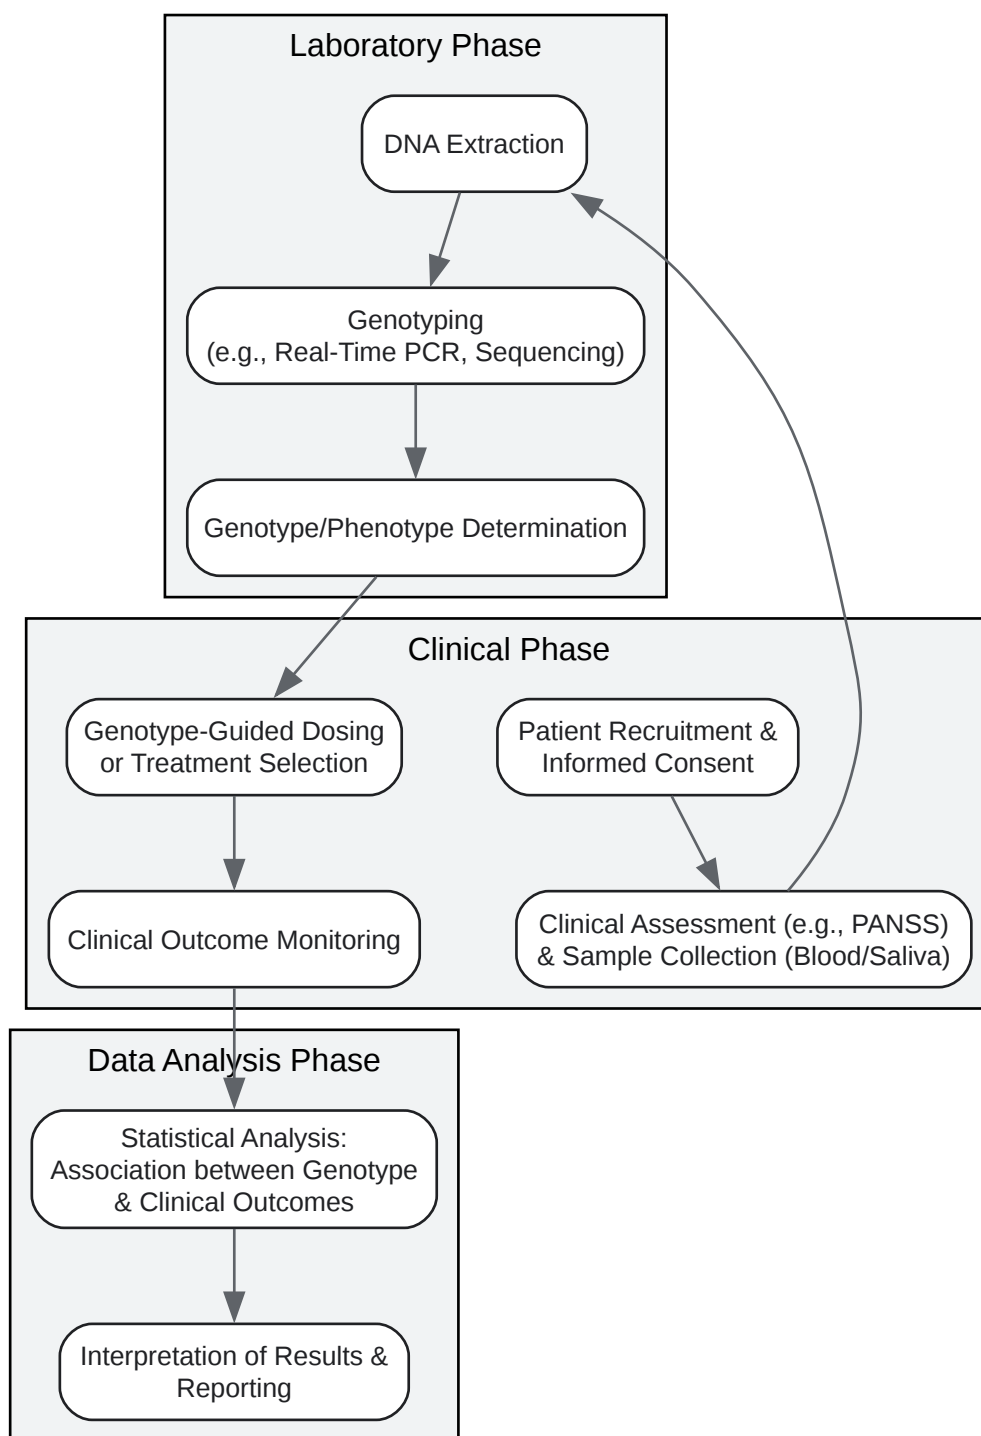 Laboratory Phase
DNA Extraction
Genotyping
(e.g., Real-Time PCR, Sequencing)
Genotype/Phenotype Determination
Clinical Phase
Genotype-Guided Dosing
or Treatment Selection
Patient Recruitment &
Informed Consent
Clinical Outcome Monitoring
Clinical Assessment (e.g., PANSS)
& Sample Collection (Blood/Saliva)
Data Analysis Phase
Statistical Analysis:
Association between Genotype
& Clinical Outcomes
Interpretation of Results &
Reporting